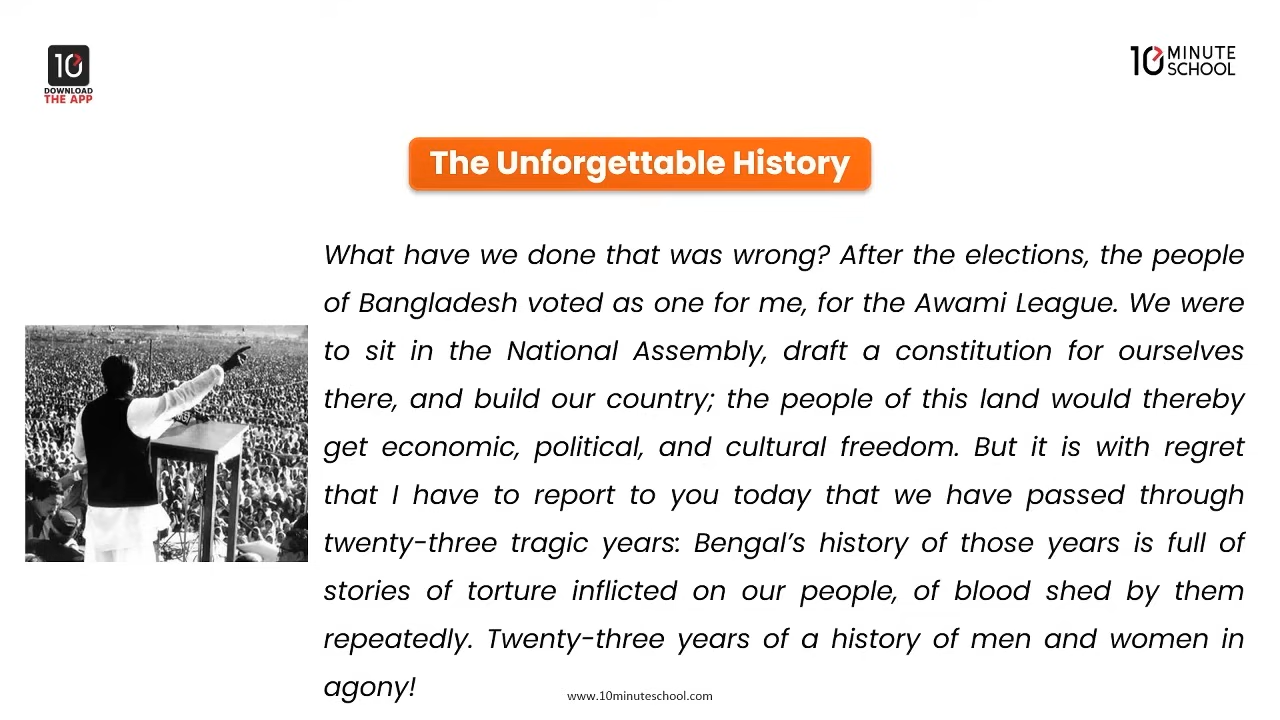 10
DOWNLOAD
THE APP
10 MINUTE
SCHOOL
The Unforgettable History
What have we done that was wrong? After the elections, the people
of Bangladesh voted as one for me, for the Awami League. We were
to sit in the National Assembly, draft a constitution for ourselves
there, and build our country; the people of this land would thereby
get economic, political, and cultural freedom. But it is with regret
that I have to report to you today that we have passed through
twenty-three tragic years: Bengal’s history of those years is full of
stories of torture inflicted on our people, of blood shed by them
repeatedly. Twenty-three years of a history of men and women in
agony!
www.10minuteschool.com